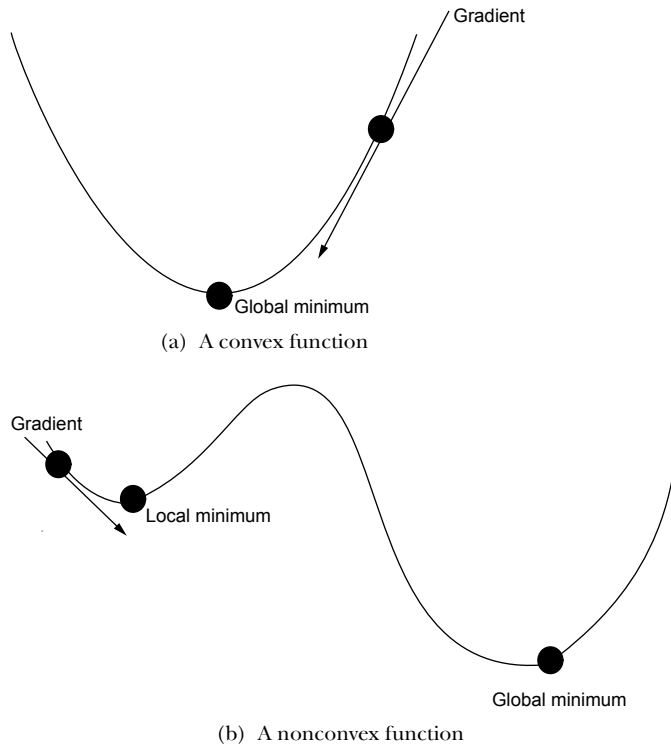 Gradient
Global minimum
(a) A convex function
Gradient
Local minimum
Global minimum
(b) A nonconvex function